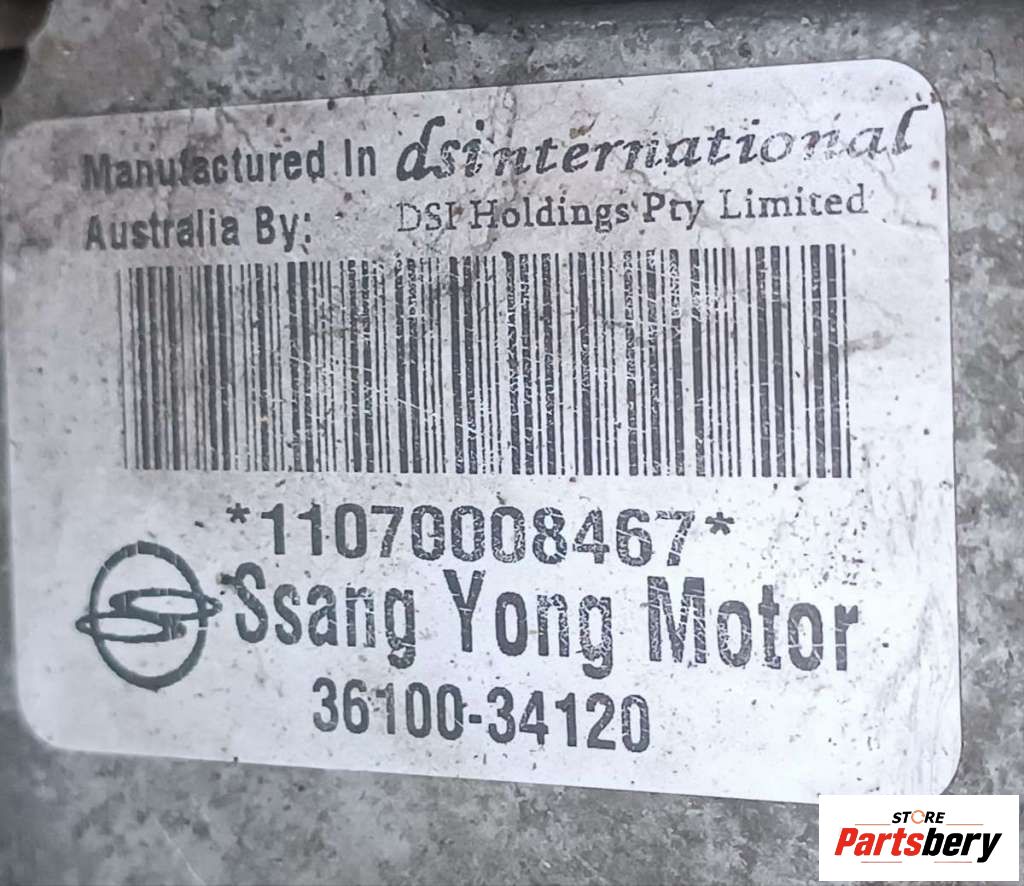 Manufactured In dsinternational
Australia By: DSI Holdings Pty Limited
*11070008467*
Ssang Yong Motor
36100-34120
STORE
Partsbery